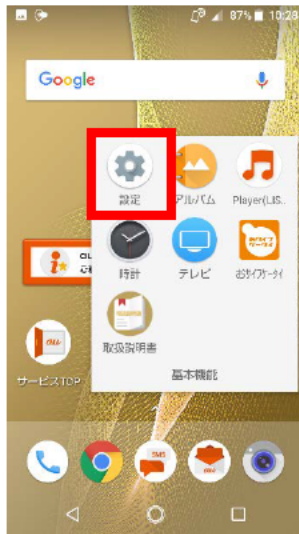 87% 10:28
Google
設定
アルバム
Player(LIS..
時計
テレビ
おサイフケータイ
取扱説明書
au
サービスTOP
基本機能
SMS
au